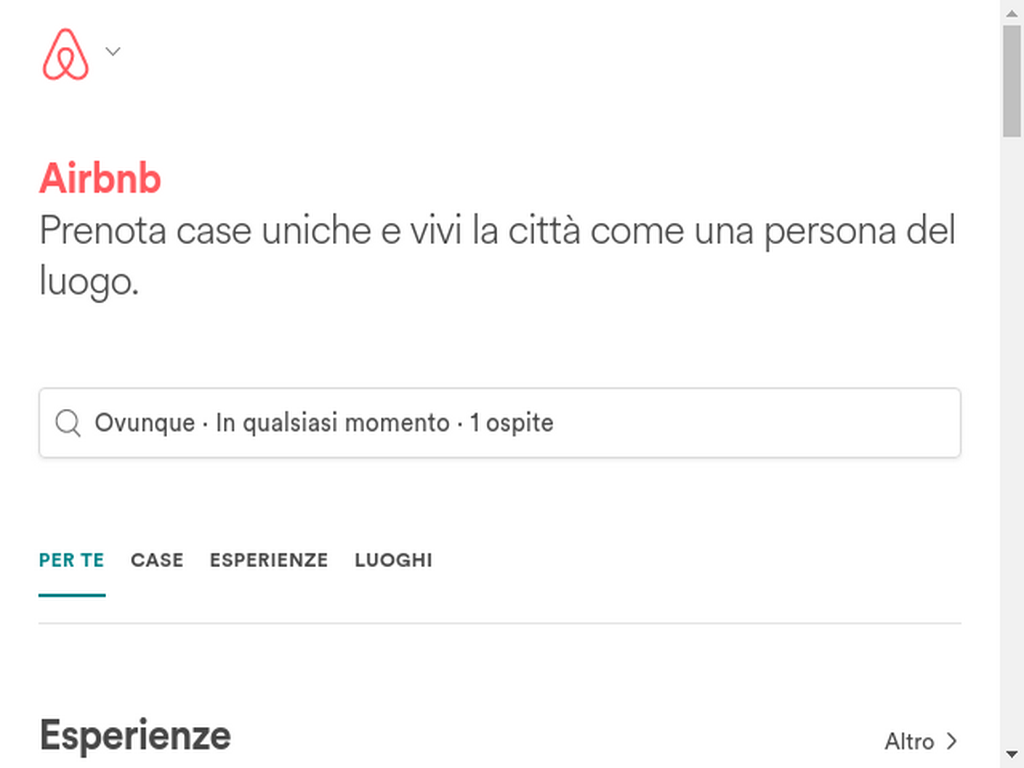 Airbnb
Prenota case uniche e vivi la città come una persona del
luogo.
Ovunque · In qualsiasi momento · 1 ospite
PER TE CASE ESPERIENZE LUOGHI
Esperienze Altro